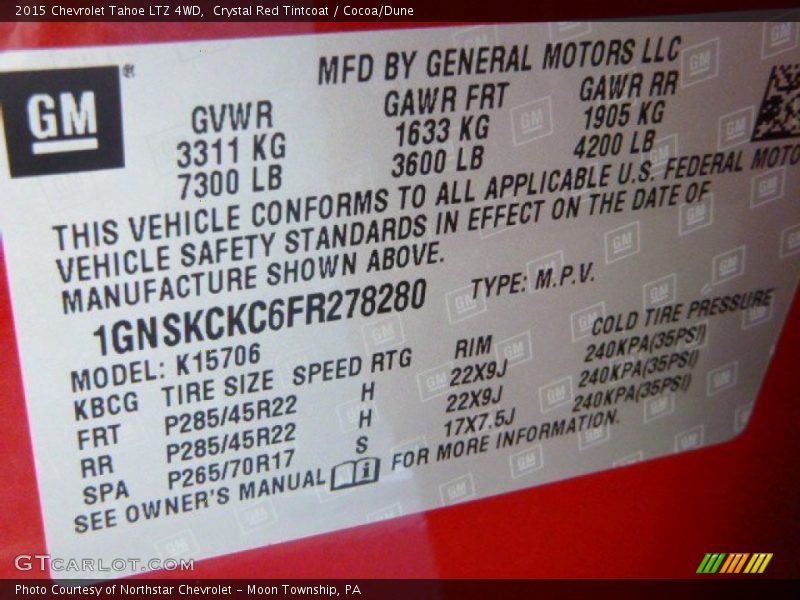 2015 Chevrolet Tahoe LTZ 4WD, Crystal Red Tintcoat / Cocoa/Dune
GM ®
MFD BY GENERAL MOTORS LLC
GVWR GAWR FRT GAWR RR
3311 KG 1633 KG 1905 KG
7300 LB 3600 LB 4200 LB
THIS VEHICLE CONFORMS TO ALL APPLICABLE U.S. FEDERAL MOTO
VEHICLE SAFETY STANDARDS IN EFFECT ON THE DATE OF
MANUFACTURE SHOWN ABOVE.
1GNSKCKC6FR278280 TYPE: M.P.V.
MODEL: K15706
KBCG TIRE SIZE SPEED RTG RIM COLD TIRE PRESSURE
FRT P285/45R22 H 22X9J 240KPA(35PSI)
RR P285/45R22 H 22X9J 240KPA(35PSI)
SPA P265/70R17 S 17X7.5J 240KPA(35PSI)
SEE OWNER'S MANUAL FOR MORE INFORMATION.
GTCARLOT.COM
Photo Courtesy of Northstar Chevrolet – Moon Township, PA